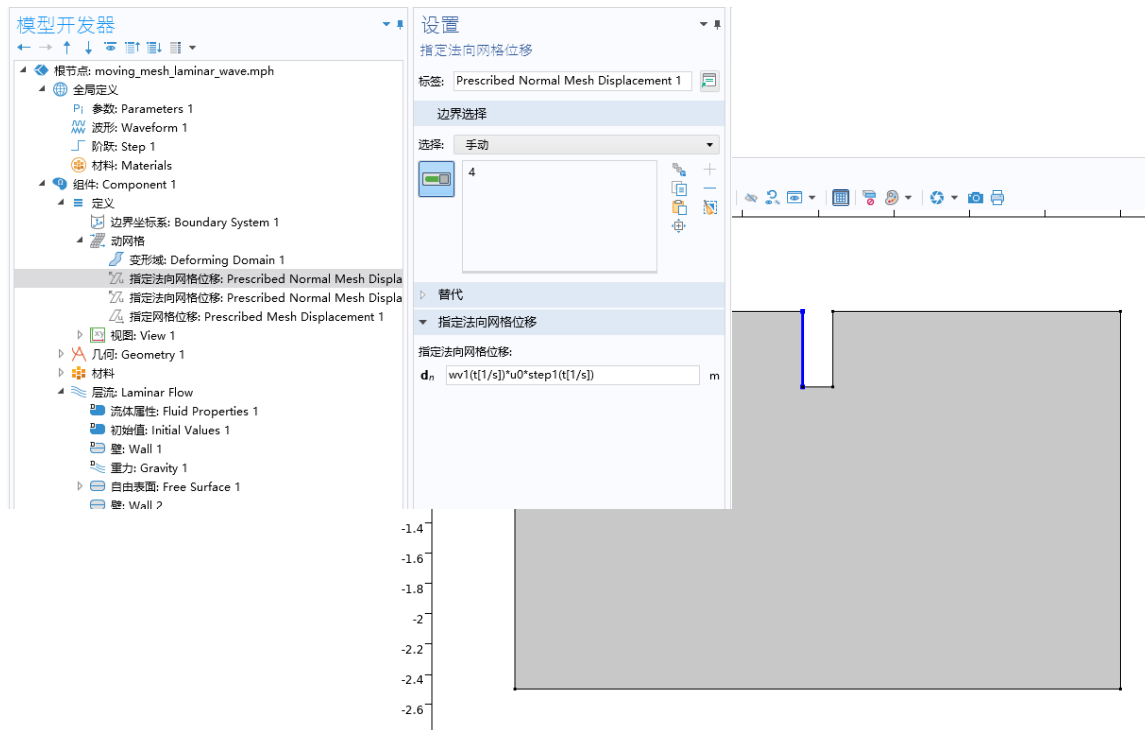 模型开发器
根节点: moving_mesh_laminar_wave.mph
全局定义
Pi 参数: Parameters 1
波形: Waveform 1
阶跃: Step 1
材料: Materials
组件: Component 1
定义
边界坐标系: Boundary System 1
动网格
变形域: Deforming Domain 1
指定法向网格位移: Prescribed Normal Mesh Displa
指定法向网格位移: Prescribed Normal Mesh Displa
指定网格位移: Prescribed Mesh Displacement 1
视图: View 1
几何: Geometry 1
材料
层流: Laminar Flow
流体属性: Fluid Properties 1
初始值: Initial Values 1
壁: Wall 1
重力: Gravity 1
自由表面: Free Surface 1
壁: Wall 2
设置
指定法向网格位移
标签: Prescribed Normal Mesh Displacement 1
边界选择
选择: 手动
4
替代
指定法向网格位移
指定法向网格位移:
dn wv1(t[1/s])*u0*step1(t[1/s]) m
-1.4
-1.6
-1.8
-2
-2.2
-2.4
-2.6